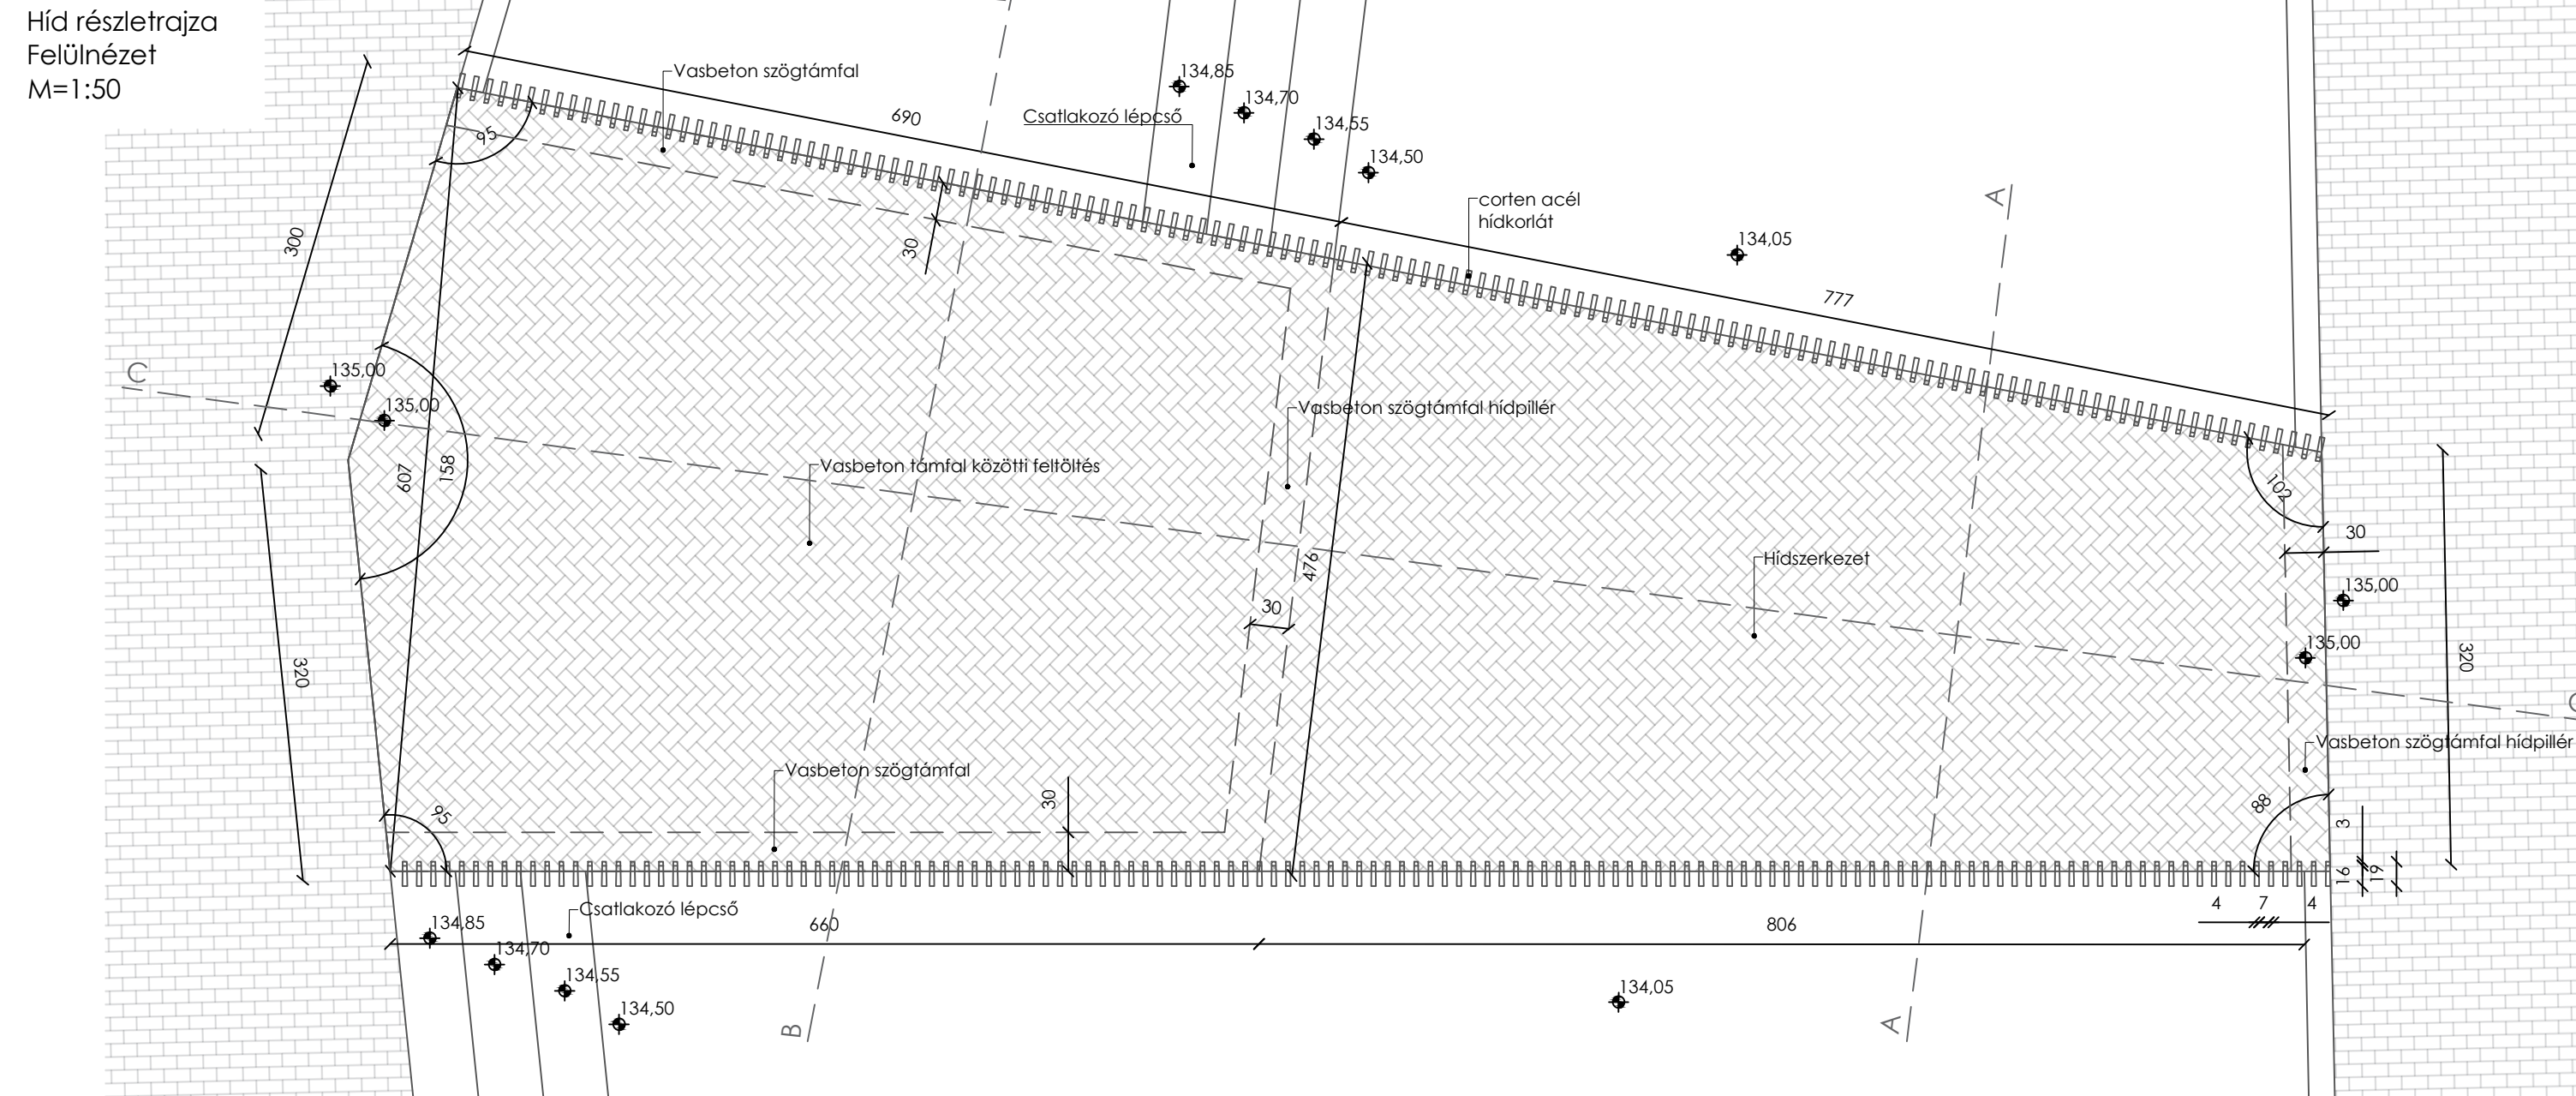 Híd részletrajza
Felülnézet
M=1:50
Vasbeton szögtámfal
690
Csatlakozó lépcső
134,85
134,70
134,55
134,50
corten acél
hídkorlát
A
134,05
777
95
300
30
C
135,00
135,00
607
158
Vasbeton szögtámfal hídpillér
Vasbeton támfal közötti feltöltés
476
30
Hídszerkezet
102
30
135,00
135,00
320
320
Vasbeton szögtámfal hídpillér
Vasbeton szögtámfal
30
95
88
3
16
19
4 7 4
Csatlakozó lépcső
660
806
134,85
134,70
134,55
134,50
134,05
B
A